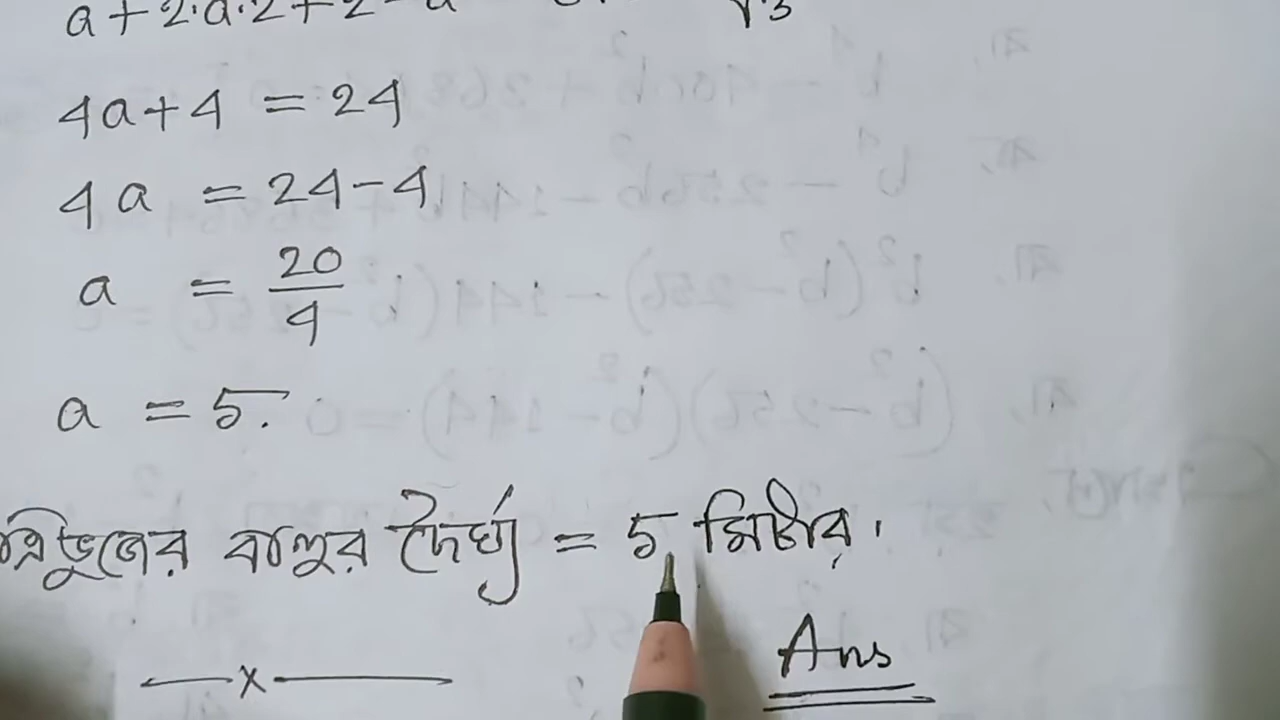 4a+4 = 24
4a = 24-4
a = 20/4
a = 5.
ত্রিভুজের বাহুর দৈর্ঘ্য = 5 মিটার।
Ans
x